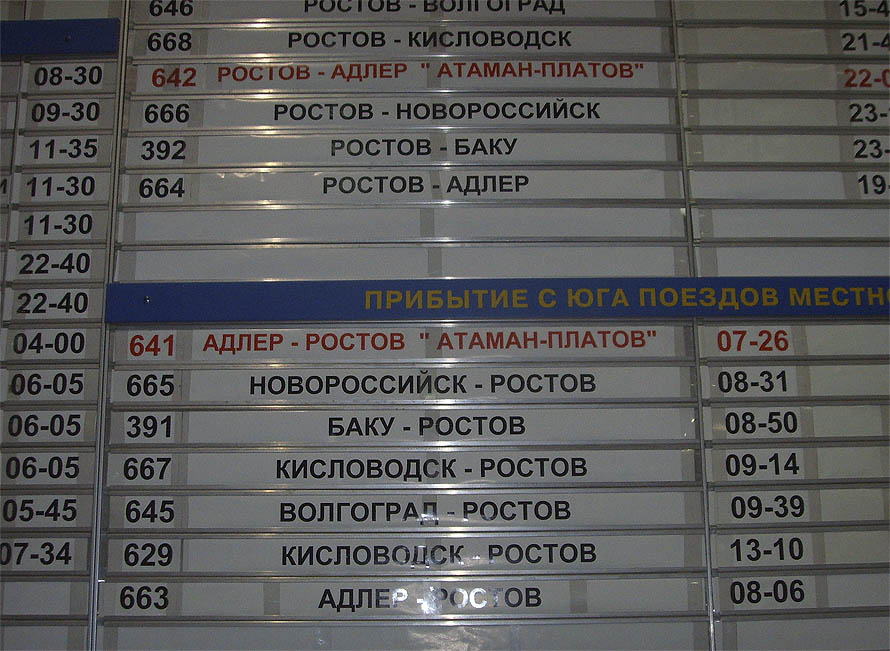 646 РОСТОВ - ВОЛГОГРАД 15-4
668 РОСТОВ - КИСЛОВОДСК 21-4
08-30 642 РОСТОВ - АДЛЕР " АТАМАН-ПЛАТОВ" 22-0
09-30 666 РОСТОВ - НОВОРОССИЙСК 23-
11-35 392 РОСТОВ - БАКУ 23-
11-30 664 РОСТОВ - АДЛЕР 19-
11-30
22-40
22-40 ПРИБЫТИЕ С ЮГА ПОЕЗДОВ МЕСТН
04-00 641 АДЛЕР - РОСТОВ " АТАМАН-ПЛАТОВ" 07-26
06-05 665 НОВОРОССИЙСК - РОСТОВ 08-31
06-05 391 БАКУ - РОСТОВ 08-50
06-05 667 КИСЛОВОДСК - РОСТОВ 09-14
05-45 645 ВОЛГОГРАД - РОСТОВ 09-39
07-34 629 КИСЛОВОДСК - РОСТОВ 13-10
663 АДЛЕР - РОСТОВ 08-06